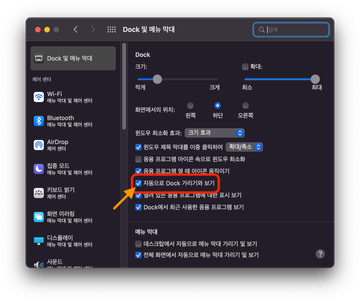 Dock 및 메뉴 막대
검색
Dock 및 메뉴 막대
제어 센터
Wi-Fi
메뉴 막대 및 제어 센터
Bluetooth
메뉴 막대 및 제어 센터
AirDrop
메뉴 막대 및 제어 센터
집중 모드
메뉴 막대 및 제어 센터
키보드 밝기
제어 센터
화면 미러링
메뉴 막대 및 제어 센터
디스플레이
메뉴 막대 및 제어 센터
사운드
Dock
크기:
확대:
작게
크게
최소
최대
화면에서의 위치:
왼쪽
하단
오른쪽
윈도우 최소화 효과:
크기 효과
윈도우 제목 막대를 이중 클릭하여
확대/축소
응용 프로그램 아이콘 속으로 윈도우 최소화
응용 프로그램 열 때 아이콘 움직이기
자동으로 Dock 가리기와 보기
열려 있는 응용 프로그램에 대한 표시 보기
Dock에서 최근 사용한 응용 프로그램 보기
메뉴 막대
데스크탑에서 자동으로 메뉴 막대 가리기 및 보기
전체 화면에서 자동으로 메뉴 막대 가리기 및 보기
?